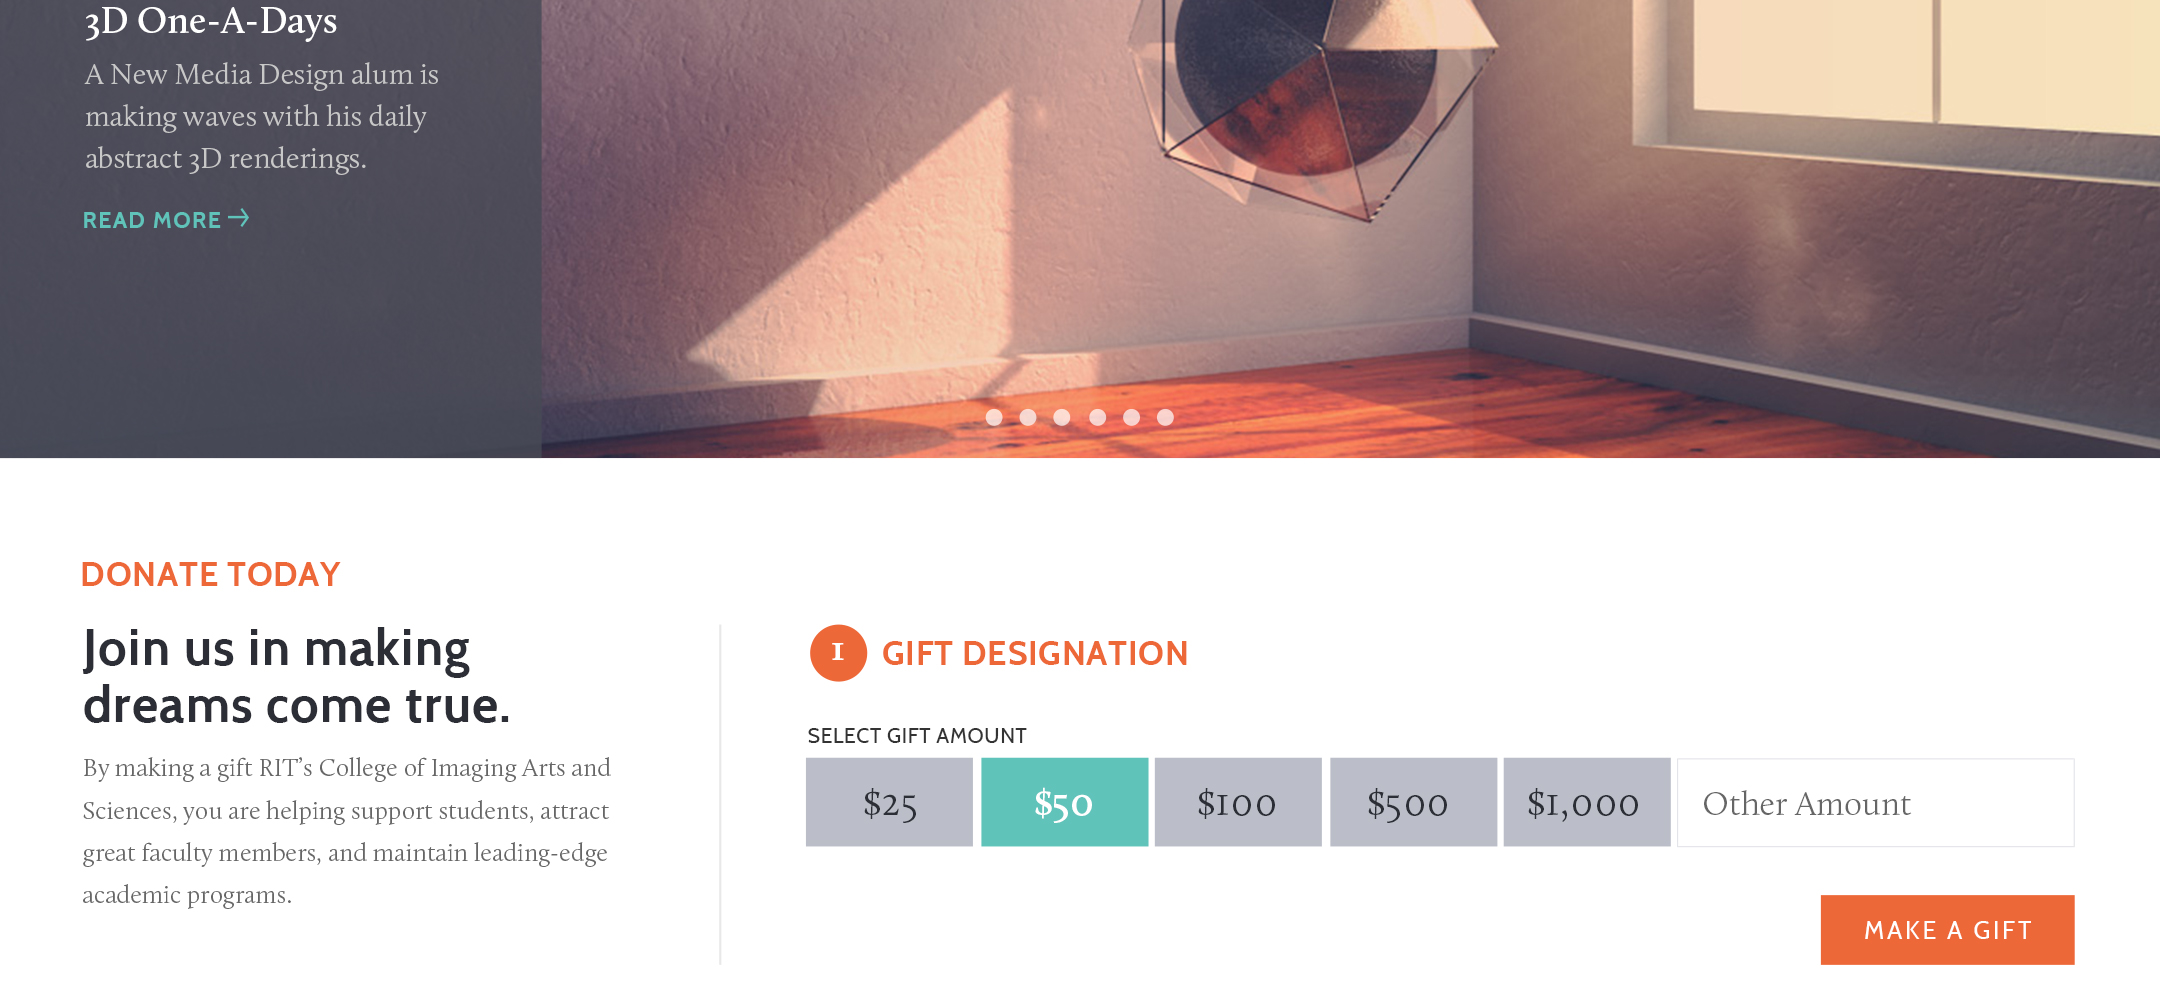 3D One-A-Days
A New Media Design alum is
making waves with his daily
abstract 3D renderings.
READ MORE →
DONATE TODAY
Join us in making
dreams come true.
By making a gift RIT’s College of Imaging Arts and
Sciences, you are helping support students, attract
great faculty members, and maintain leading-edge
academic programs.
1 GIFT DESIGNATION
SELECT GIFT AMOUNT
$25 $50 $100 $500 $1,000 Other Amount
MAKE A GIFT